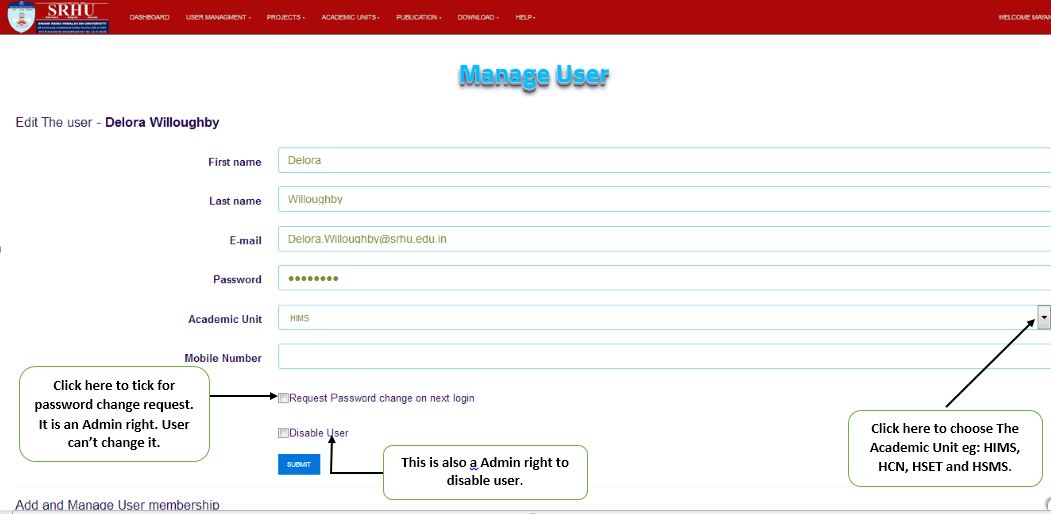 SRHU
SWAMI RAMA HIMALAYAN UNIVERSITY
DASHBOARD USER MANAGMENT PROJECTS ACADEMIC UNITS PUBLICATION DOWNLOAD HELP WELCOME MAYAN
Manage User
Edit The user - Delora Willoughby
First name Delora
Last name Willoughby
E-mail Delora.Willoughby@srhu.edu.in
Password ••••••••
Academic Unit HIMS
Mobile Number
Click here to tick for
password change request.
It is an Admin right. User
can't change it.
Request Password change on next login
Disable User
SUBMIT
This is also a Admin right to
disable user.
Click here to choose The
Academic Unit eg: HIMS,
HCN, HSET and HSMS.
Add and Manage User membership